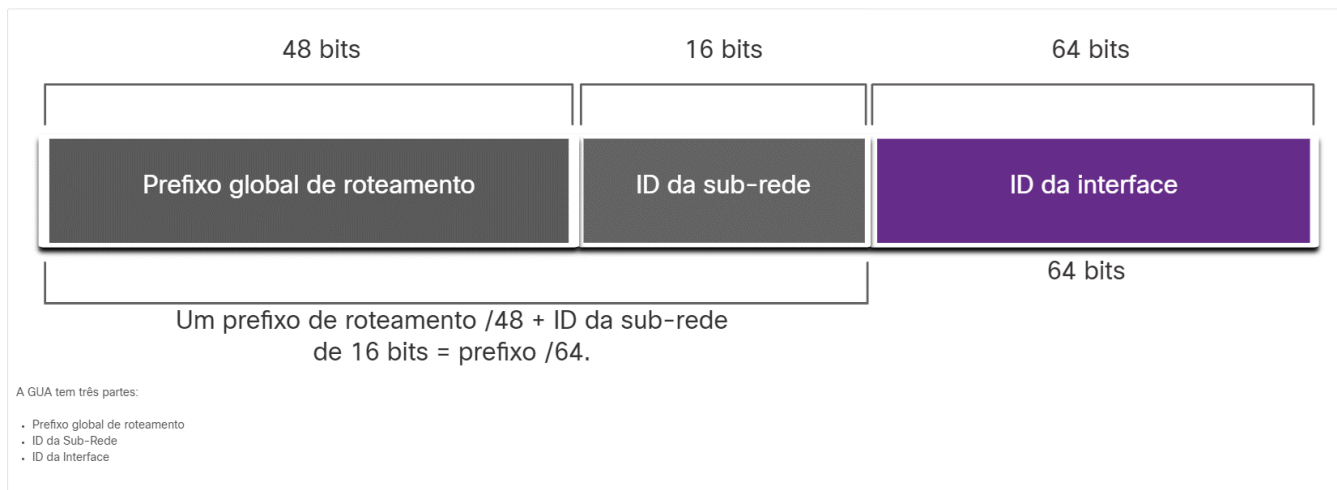 48 bits
16 bits
64 bits
Prefixo global de roteamento
ID da sub-rede
ID da interface
64 bits
Um prefixo de roteamento /48 + ID da sub-rede
de 16 bits = prefixo /64.
A GUA tem três partes:
• Prefixo global de roteamento
• ID da Sub-Rede
• ID da Interface